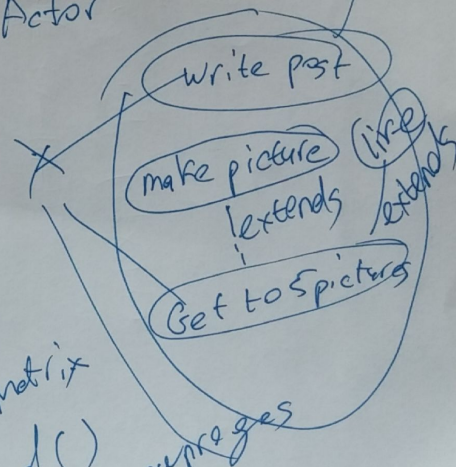 Actor
write post
make picture
like
extends
extends
Get to 5 pictures
matrix
d()